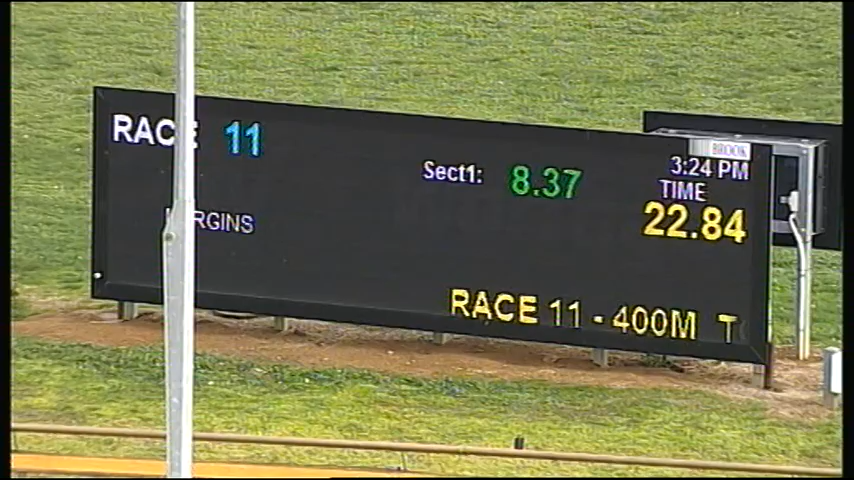 RACE 11
Sect1: 8.37
BROOK
3:24 PM
TIME
22.84
RGINS
RACE 11 - 400M T